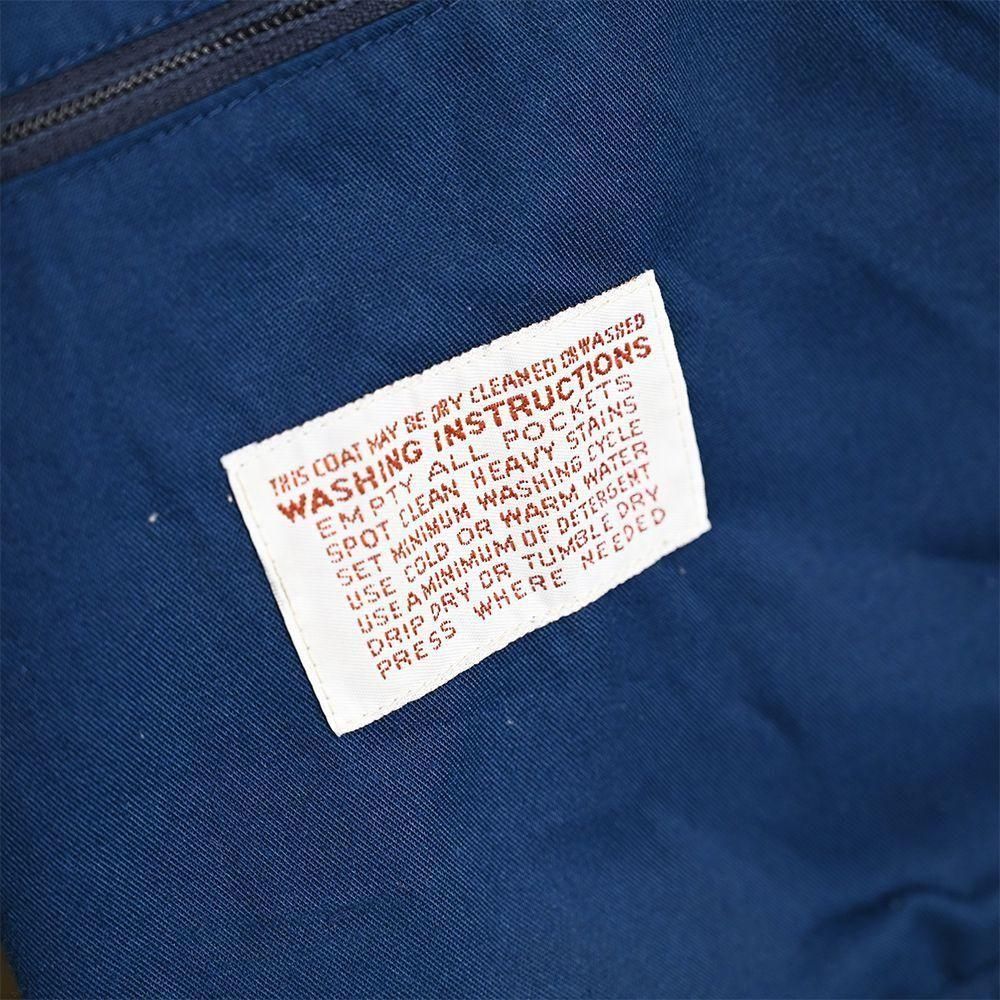 THIS COAT MAY BE DRY CLEANED OR WASHED
WASHING INSTRUCTIONS
EMPTY ALL POCKETS
SPOT CLEAN HEAVY STAINS
SET MINIMUM WASHING CYCLE
USE COLD OR WARM WATER
USE A MINIMUM OF DETERGENT
DRIP DRY OR TUMBLE DRY
PRESS WHERE NEEDED